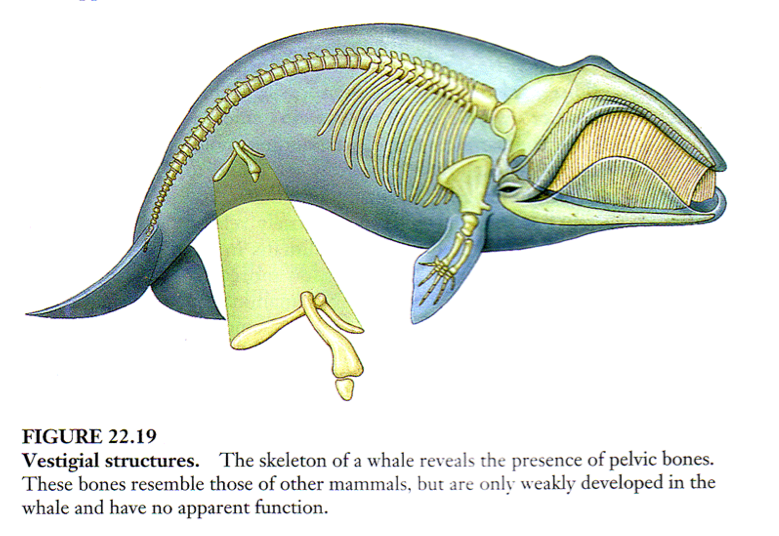 FIGURE 22.19
Vestigial structures. The skeleton of a whale reveals the presence of pelvic bones.
These bones resemble those of other mammals, but are only weakly developed in the
whale and have no apparent function.